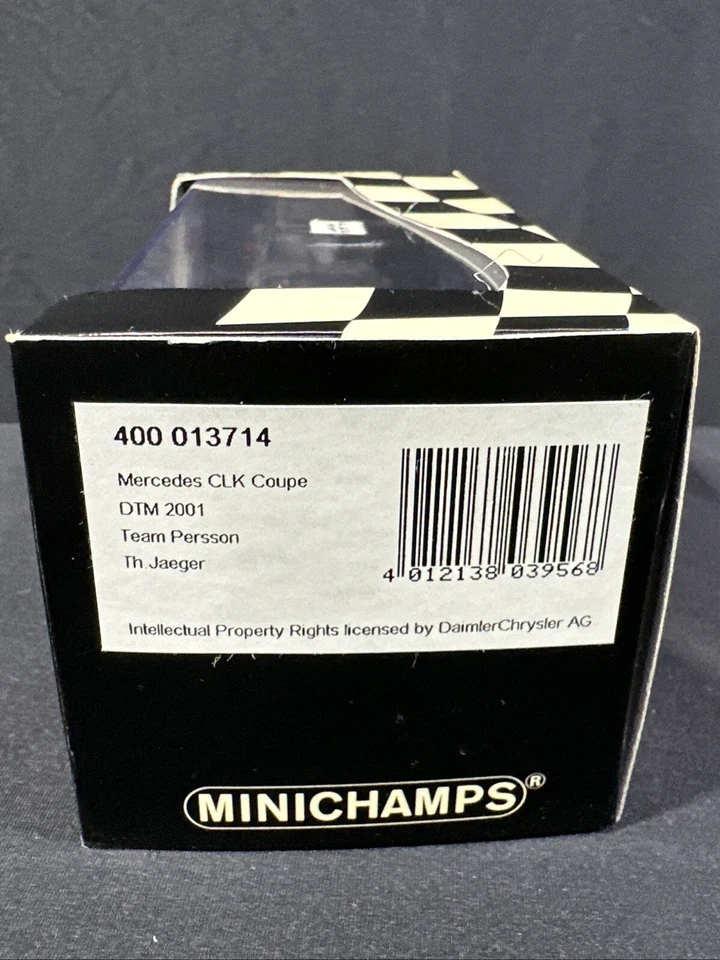 400 013714
Mercedes CLK Coupe
DTM 2001
Team Persson
Th.Jaeger
4 012138 039568
Intellectual Property Rights licensed by DaimlerChrysler AG
MINICHAMPS®